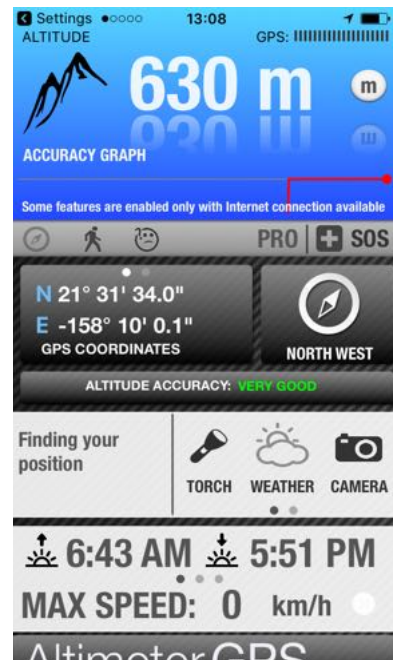 Settings 13:08
ALTITUDE GPS:
630 m m
ACCURACY GRAPH
Some features are enabled only with Internet connection available
PRO SOS
N 21° 31' 34.0"
E -158° 10' 0.1"
GPS COORDINATES
NORTH WEST
ALTITUDE ACCURACY: VERY GOOD
Finding your
position
TORCH WEATHER CAMERA
6:43 AM 5:51 PM
MAX SPEED: 0 km/h
Altimeter GPS